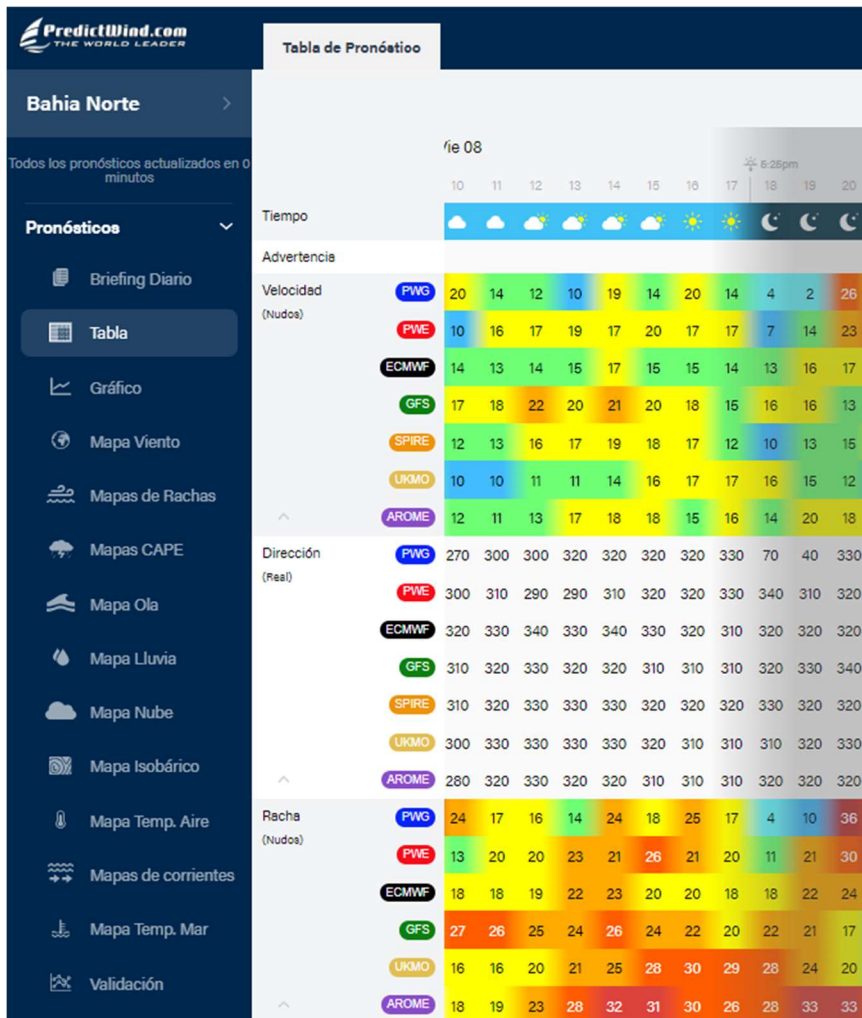 PredictWind.com
THE WORLD LEADER
Tabla de Pronóstico
Bahia Norte
Todos los pronósticos actualizados en 0
minutos
Vie 08
5:25pm
10 11 12 13 14 15 16 17 18 19 20
Pronósticos
Tiempo
Advertencia
Briefing Diario
Tabla
Gráfico
Mapa Viento
Mapas de Rachas
Mapas CAPE
Mapa Ola
Mapa Lluvia
Mapa Nube
Mapa Isobárico
Mapa Temp. Aire
Mapas de corrientes
Mapa Temp. Mar
Validación
Velocidad
(Nudos)
PWG 20 14 12 10 19 14 20 14 4 2 26
PWE 10 16 17 19 17 20 17 17 7 14 23
ECMWF 14 13 14 15 17 15 15 14 13 16 17
GFS 17 18 22 20 21 20 18 15 16 16 13
SPIRE 12 13 16 17 19 18 17 12 10 13 15
UKMO 10 10 11 11 14 16 17 17 16 15 12
AROME 12 11 13 17 18 18 15 16 14 20 18
Dirección
(Real)
PWG 270 300 300 320 320 320 320 330 70 40 330
PWE 300 310 290 290 310 320 320 330 340 310 320
ECMWF 320 330 340 330 340 330 320 310 320 320 320
GFS 310 320 330 320 320 310 310 310 320 330 340
SPIRE 310 320 330 330 330 320 320 320 330 320 320
UKMO 300 330 330 330 330 320 310 310 310 320 330
AROME 280 320 330 320 320 310 310 310 320 320 320
Racha
(Nudos)
PWG 24 17 16 14 24 18 25 17 4 10 36
PWE 13 20 20 23 21 26 21 20 11 21 30
ECMWF 18 18 19 22 23 20 20 18 18 22 24
GFS 27 26 25 24 26 24 22 20 22 21 17
UKMO 16 16 20 21 25 28 30 29 28 24 20
AROME 18 19 23 28 32 31 30 26 28 33 33